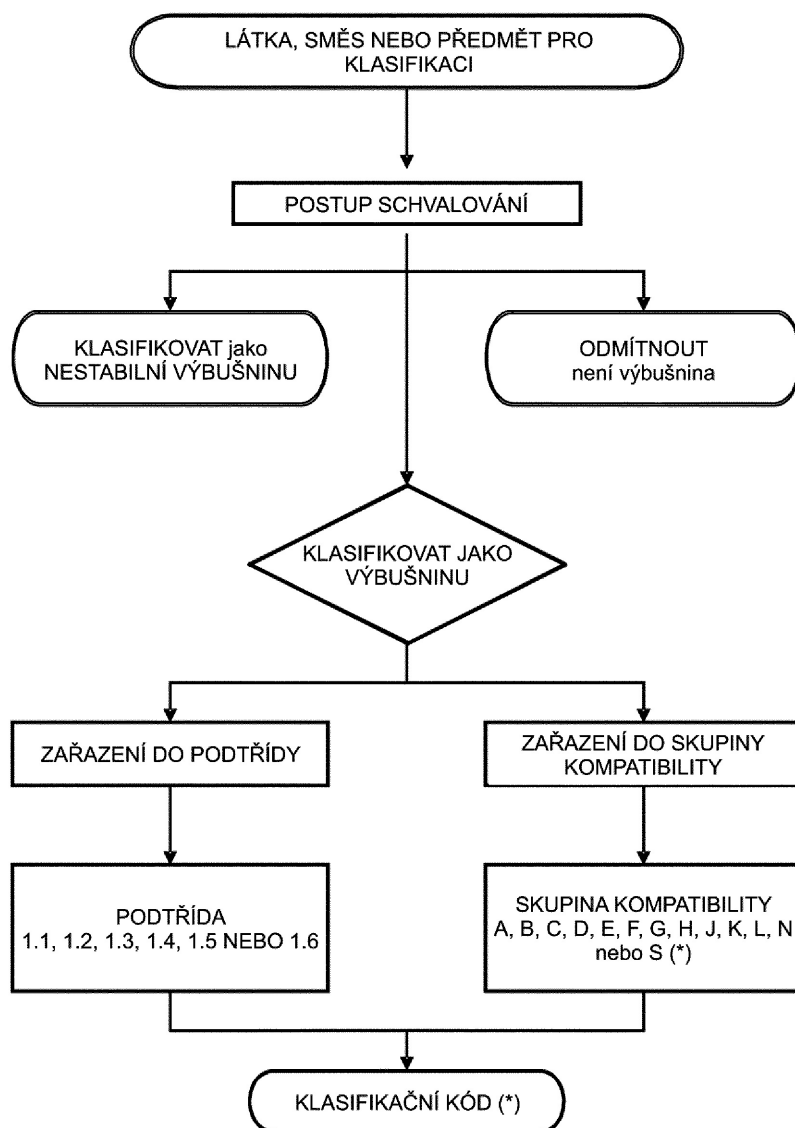 LÁTKA, SMĚS NEBO PŘEDMĚT PRO
KLASIFIKACI
POSTUP SCHVALOVÁNÍ
KLASIFIKOVAT jako
NESTABILNÍ VÝBUŠNINU
ODMÍTNOUT
není výbušnina
KLASIFIKOVAT JAKO
VÝBUŠNINU
ZAŘAZENÍ DO PODTŘÍDY
ZAŘAZENÍ DO SKUPINY
KOMPATIBILITY
PODTŘÍDA
1.1, 1.2, 1.3, 1.4, 1.5 NEBO 1.6
SKUPINA KOMPATIBILITY
A, B, C, D, E, F, G, H, J, K, L, N
nebo S (*)
KLASIFIKAČNÍ KÓD (*)